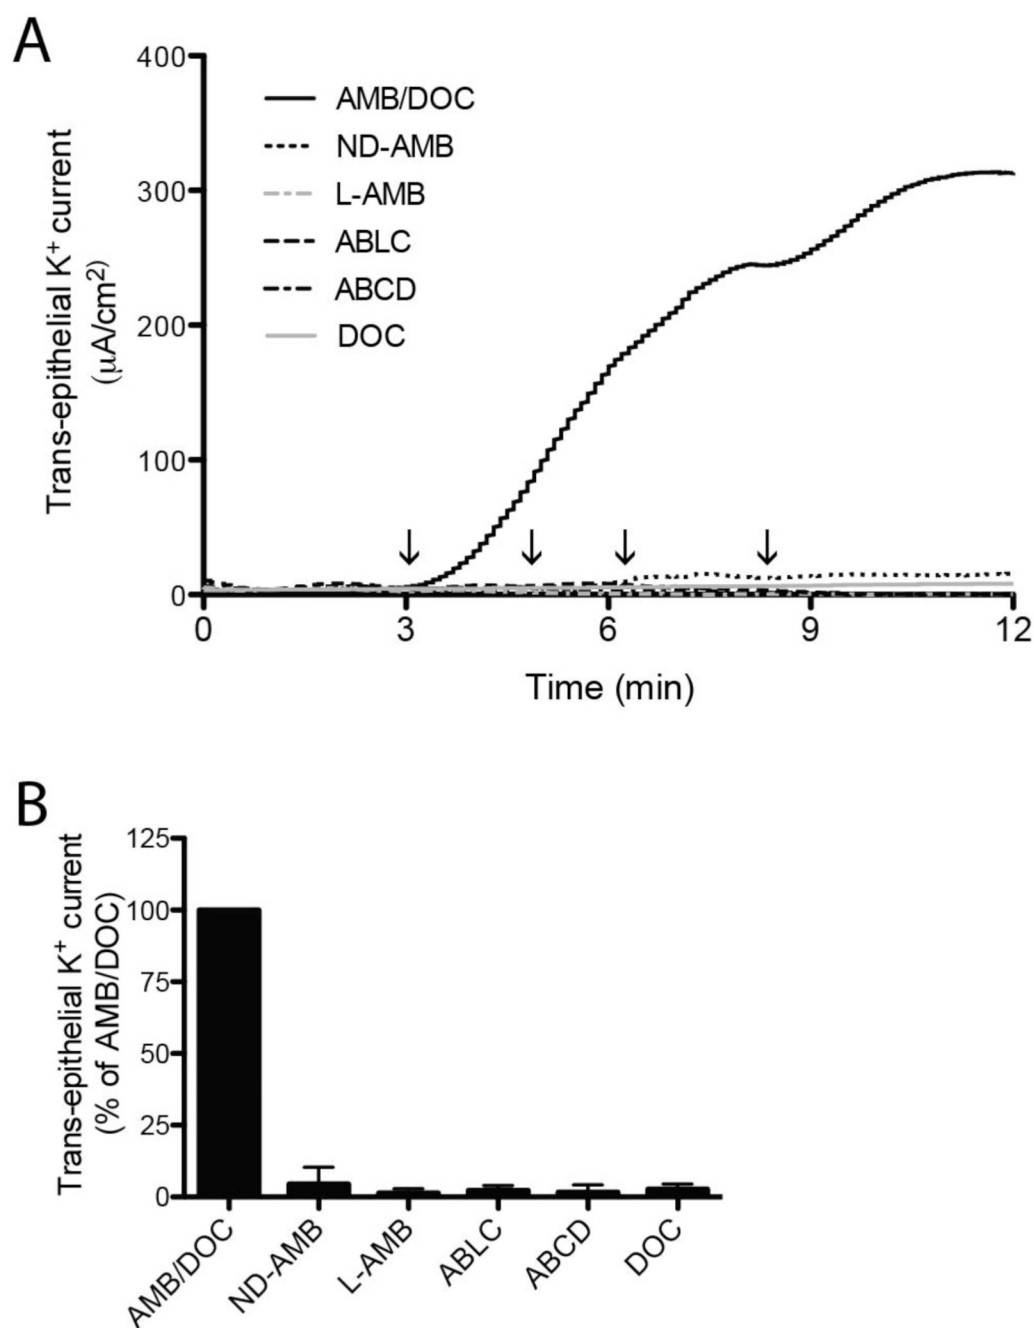 A
Trans-epithelial K⁺ current
(μA/cm²)
400
300
200
100
0
AMB/DOC
ND-AMB
L-AMB
ABLC
ABCD
DOC
0 3 6 9 12
Time (min)
B
Trans-epithelial K⁺ current
(% of AMB/DOC)
125
100
75
50
25
0
AMB/DOC
ND-AMB
L-AMB
ABLC
ABCD
DOC